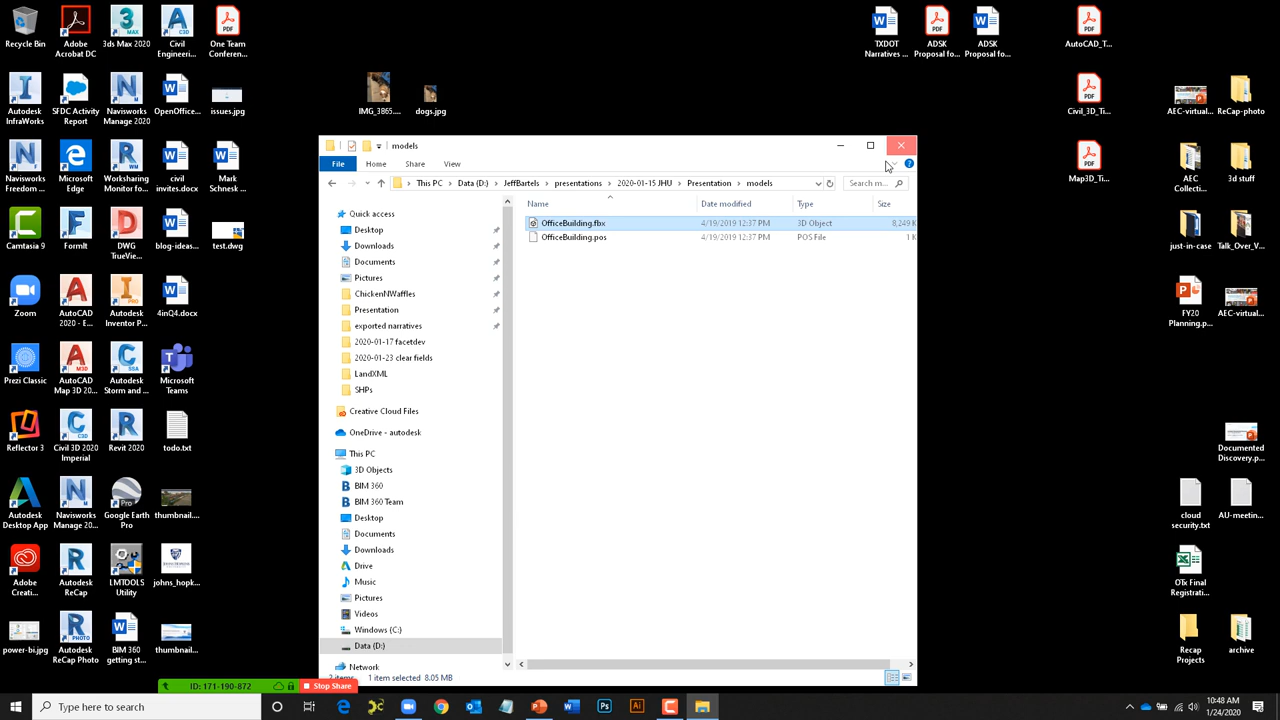 Recycle Bin
Adobe
Acrobat DC
3ds Max 2020
Civil
Engineeri...
One Team
Conferen...
TXDOT
Narratives ...
ADSK
Proposal fo...
ADSK
Proposal fo...
AutoCAD_T...
Autodesk
InfraWorks
SFDC Activity
Report
Navisworks
Manage 2020
OpenOffice...
issues.jpg
IMG_3865....
dogs.jpg
Civil_3D_Ti...
AEC-virtual...
ReCap-photo
Navisworks
Freedom ...
Microsoft
Edge
Worksharing
Monitor fo...
civil
invites.docx
Mark
Schnesk ...
Map3D_Ti...
AEC
Collecti...
3d stuff
Camtasia 9
FormIt
DWG
TrueView...
blog-ideas...
test.dwg
just-in-case
Talk_Over_V...
Zoom
AutoCAD
2020 - E...
Autodesk
Inventor P...
4inQ4.docx
FY20
Planning.p...
AEC-virtual...
Prezi Classic
AutoCAD
Map 3D 20...
Autodesk
Storm and ...
Microsoft
Teams
Reflector 3
Civil 3D 2020
Imperial
Revit 2020
todo.txt
Documented
Discovery.p...
Autodesk
Desktop App
Navisworks
Manage 20...
Google Earth
Pro
thumbnail....
cloud
security.txt
AU-meetin...
Adobe
Creati...
Autodesk
ReCap
LMTOOLS
Utility
johns_hopk...
OTx Final
Registrati...
power-bi.jpg
Autodesk
ReCap Photo
BIM 360
getting st...
thumbnail...
Recap
Projects
archive
models
File
Home
Share
View
This PC > Data (D:) > JeffBartels > presentations > 2020-01-15 JHU > Presentation > models
Search m...
Name
Date modified
Type
Size
OfficeBuilding.fbx 4/19/2019 12:37 PM 3D Object 8,249 K
OfficeBuilding.pos 4/19/2019 12:37 PM POS File 1 K
Quick access
Desktop
Downloads
Documents
Pictures
ChickenNWaffles
Presentation
exported narratives
2020-01-17 facetdev
2020-01-23 clear fields
LandXML
SHPs
Creative Cloud Files
OneDrive - autodesk
This PC
3D Objects
BIM 360
BIM 360 Team
Desktop
Documents
Downloads
Drive
Music
Pictures
Videos
Windows (C:)
Data (D:)
Network
2 items
1 item selected 8.05 MB
ID: 171-190-872
Stop Share
Type here to search
10:48 AM
1/24/2020